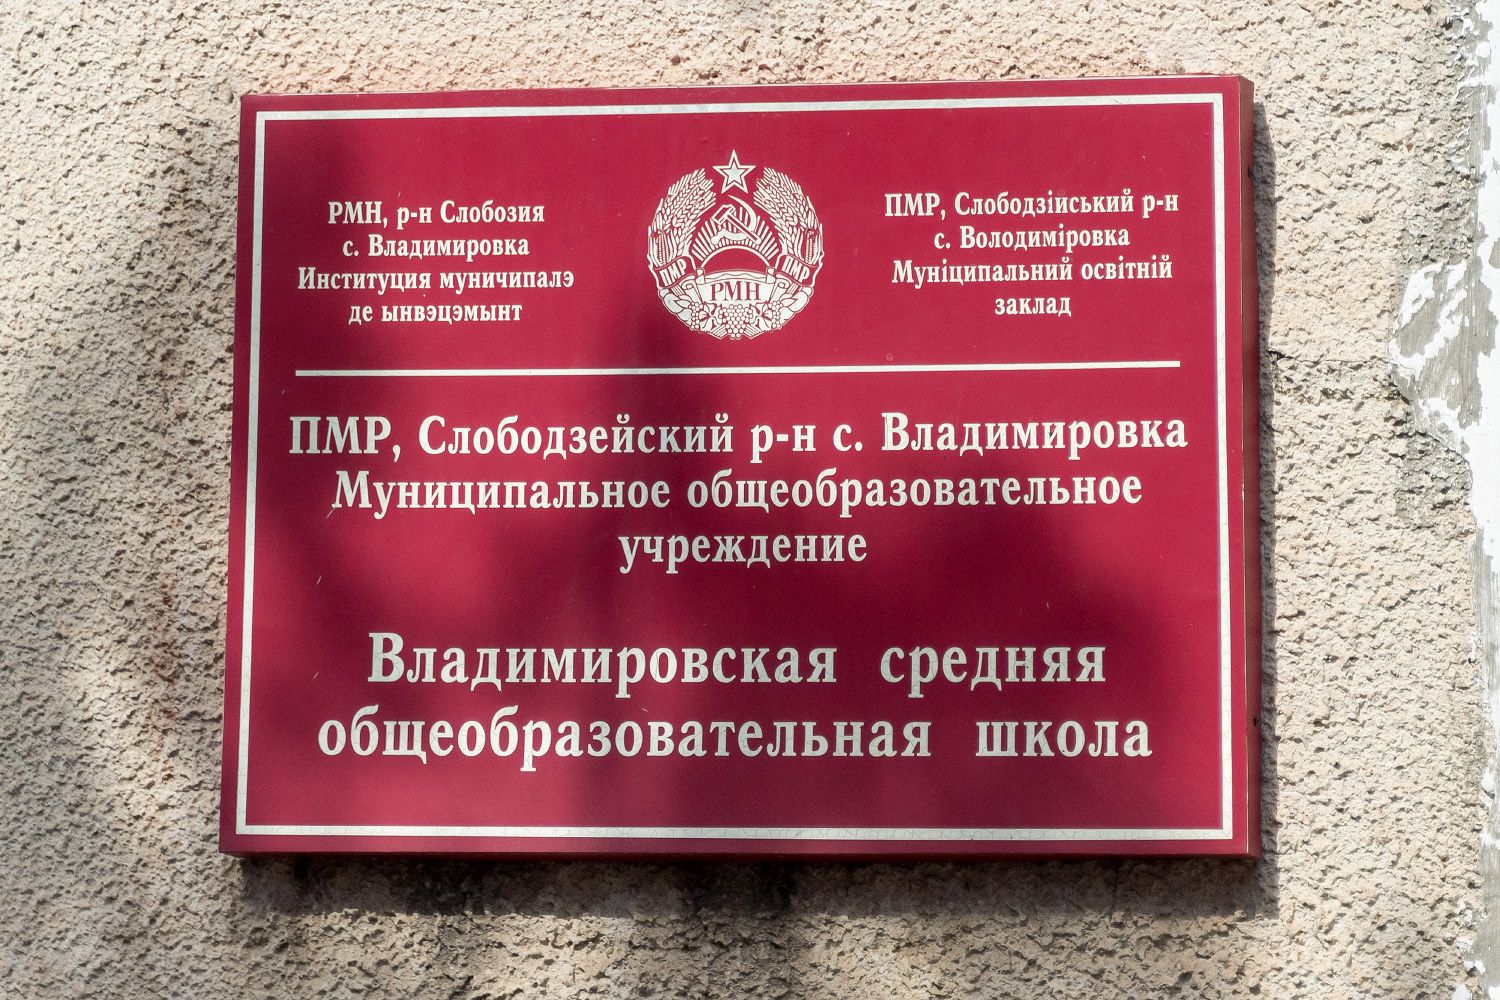 РМН, р-н Слобозия
с. Владимировка
Институция муничипалэ
де ынвэцэмынт
ПМР
РМН
ПМР
ПМР, Слободзіиський р-н
с. Володиміровка
Муніципальний освітній
заклад
ПМР, Слободзейский р-н с. Владимировка
Муниципальное общеобразовательное
учреждение
Владимировская средняя
общеобразовательная школа